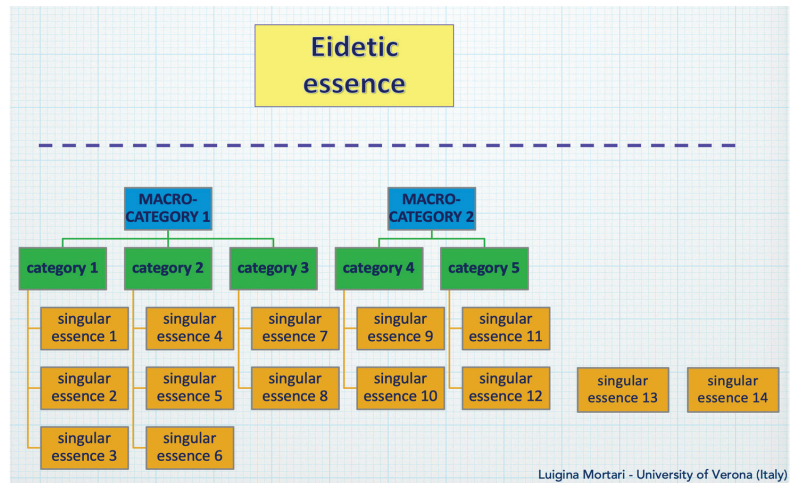 Eidetic
essence
MACRO-
CATEGORY 1
MACRO-
CATEGORY 2
category 1
category 2
category 3
category 4
category 5
singular
essence 1
singular
essence 4
singular
essence 7
singular
essence 9
singular
essence 11
singular
essence 2
singular
essence 5
singular
essence 8
singular
essence 10
singular
essence 12
singular
essence 13
singular
essence 14
singular
essence 3
singular
essence 6
Luigina Mortari - University of Verona (Italy)